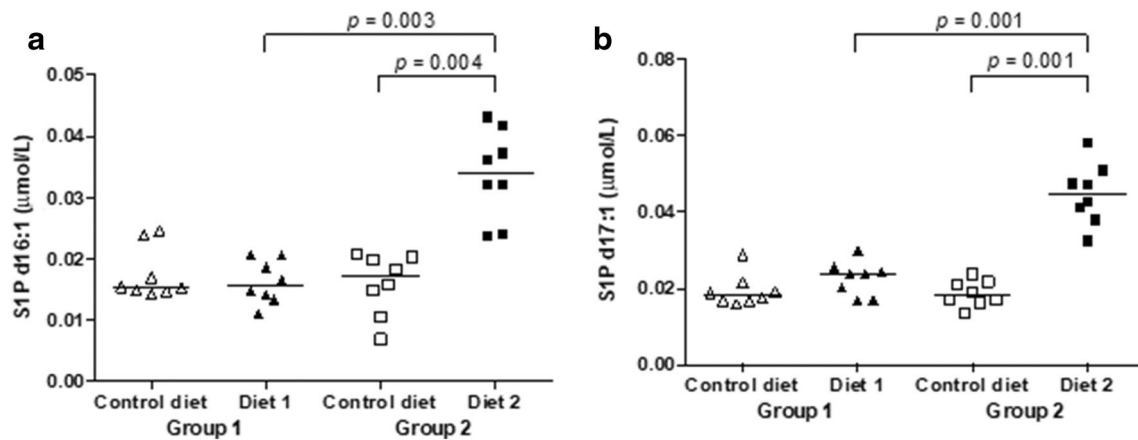 a
p = 0.003
p = 0.004
S1P d16:1 (μmol/L)
0.05
0.04
0.03
0.02
0.01
0.00
Control diet
Diet 1
Control diet
Diet 2
Group 1
Group 2
b
p = 0.001
p = 0.001
S1P d17:1 (μmol/L)
0.08
0.06
0.04
0.02
0.00
Control diet
Diet 1
Control diet
Diet 2
Group 1
Group 2